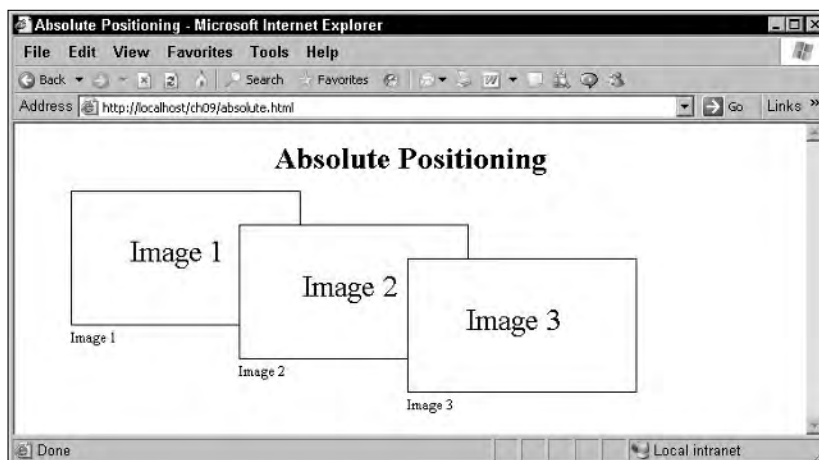 Absolute Positioning - Microsoft Internet Explorer
File Edit View Favorites Tools Help
Back Search Favorites
Address http://localhost/ch09/absolute.html Go Links »
Absolute Positioning
Image 1
Image 2
Image 3
Image 1
Image 2
Image 3
Done Local intranet